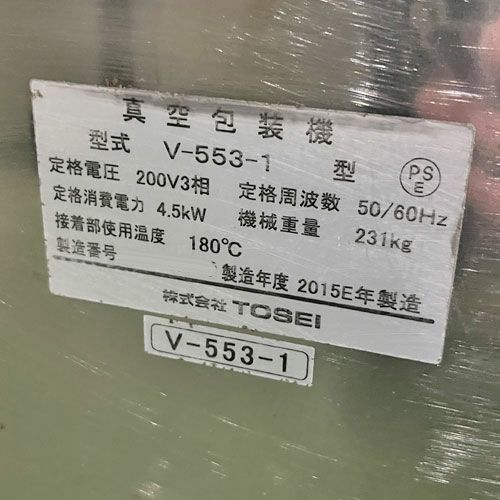 真空包装機
型式 V-553-1 型 PS E
定格電圧 200V3相 定格周波数 50/60Hz
定格消費電力 4.5kW 機械重量 231kg
接着部使用温度 180℃
製造番号 製造年度 2015E年製造
株式会社 TOSEI
V-553-1